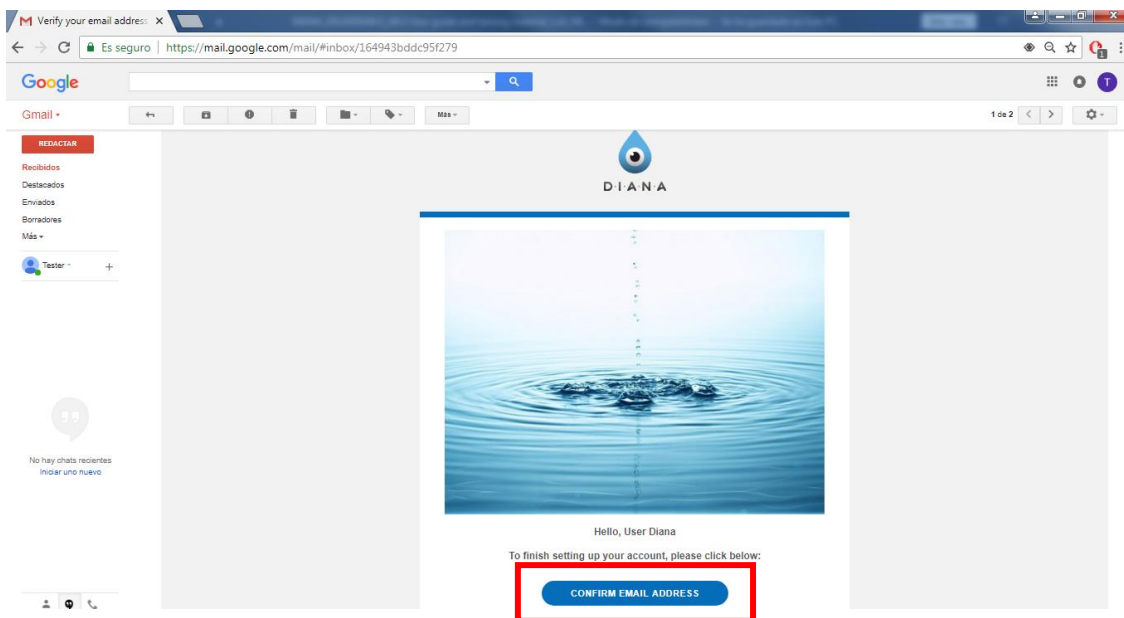 Verify your email address
Es seguro | https://mail.google.com/mail/#inbox/164943bddc95f279
1
Google
T
Gmail
Más
1 de 2
REDACTAR
Recibidos
Destacados
Enviados
Borradores
Más
Tester
+
No hay chats recientes
Iniciar uno nuevo
D·I·A·N·A
Hello, User Diana
To finish setting up your account, please click below:
CONFIRM EMAIL ADDRESS